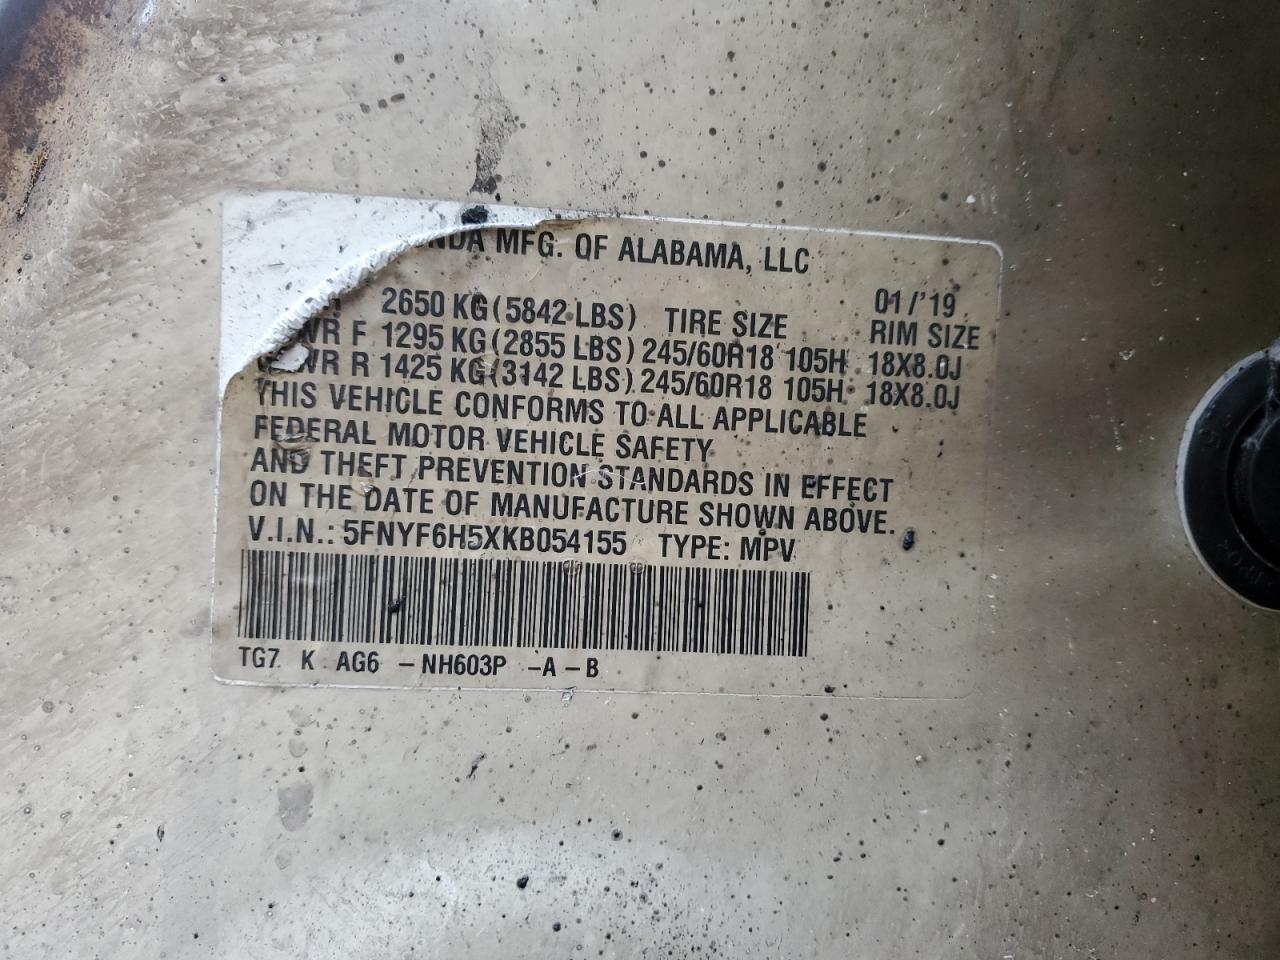 NDA MFG. OF ALABAMA, LLC
2650 KG (5842 LBS) TIRE SIZE 01/'19
WR F 1295 KG (2855 LBS) 245/60R18 105H RIM SIZE 18X8.0J
WR R 1425 KG (3142 LBS) 245/60R18 105H 18X8.0J
THIS VEHICLE CONFORMS TO ALL APPLICABLE
FEDERAL MOTOR VEHICLE SAFETY
AND THEFT PREVENTION STANDARDS IN EFFECT
ON THE DATE OF MANUFACTURE SHOWN ABOVE.
V.I.N.: 5FNYF6H5XKB054155 TYPE: MPV
TG7 K AG6 -NH603P -A-B